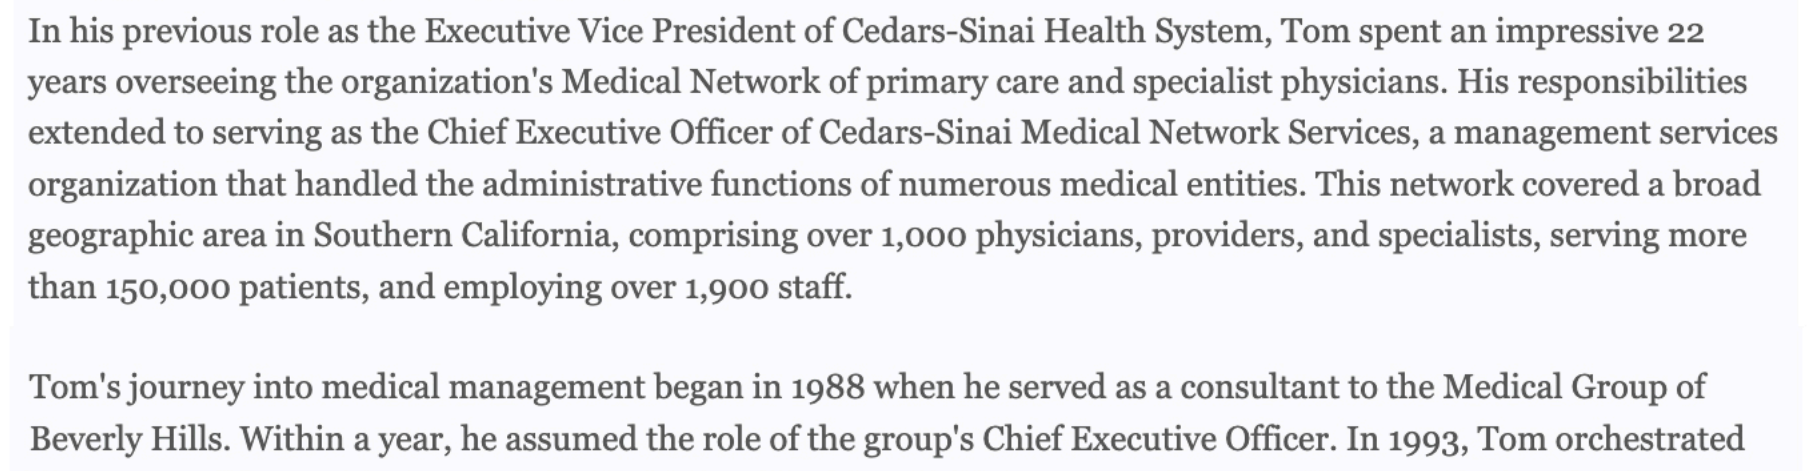 In his previous role as the Executive Vice President of Cedars-Sinai Health System, Tom spent an impressive 22
years overseeing the organization's Medical Network of primary care and specialist physicians. His responsibilities
extended to serving as the Chief Executive Officer of Cedars-Sinai Medical Network Services, a management services
organization that handled the administrative functions of numerous medical entities. This network covered a broad
geographic area in Southern California, comprising over 1,000 physicians, providers, and specialists, serving more
than 150,000 patients, and employing over 1,900 staff.
Tom's journey into medical management began in 1988 when he served as a consultant to the Medical Group of
Beverly Hills. Within a year, he assumed the role of the group's Chief Executive Officer. In 1993, Tom orchestrated